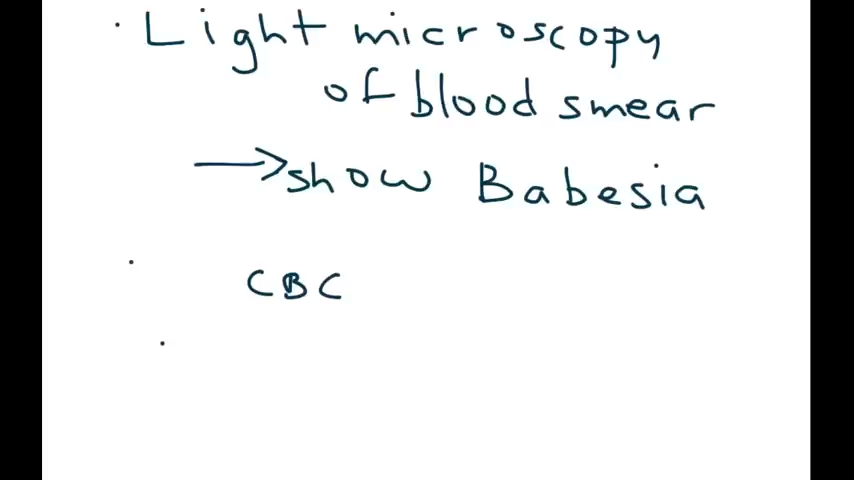 · Light microscopy
of blood smear
→ show Babesia
· CBC
·